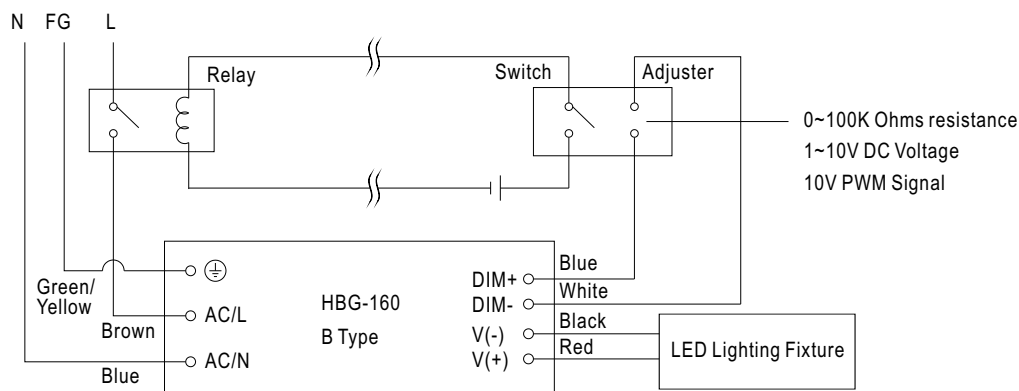 N FG L
Relay
Switch
Adjuster
0~100K Ohms resistance
1~10V DC Voltage
10V PWM Signal
Green/
Yellow
Brown
Blue
AC/L
AC/N
HBG-160
B Type
DIM+
DIM-
V(-)
V(+)
Blue
White
Black
Red
LED Lighting Fixture